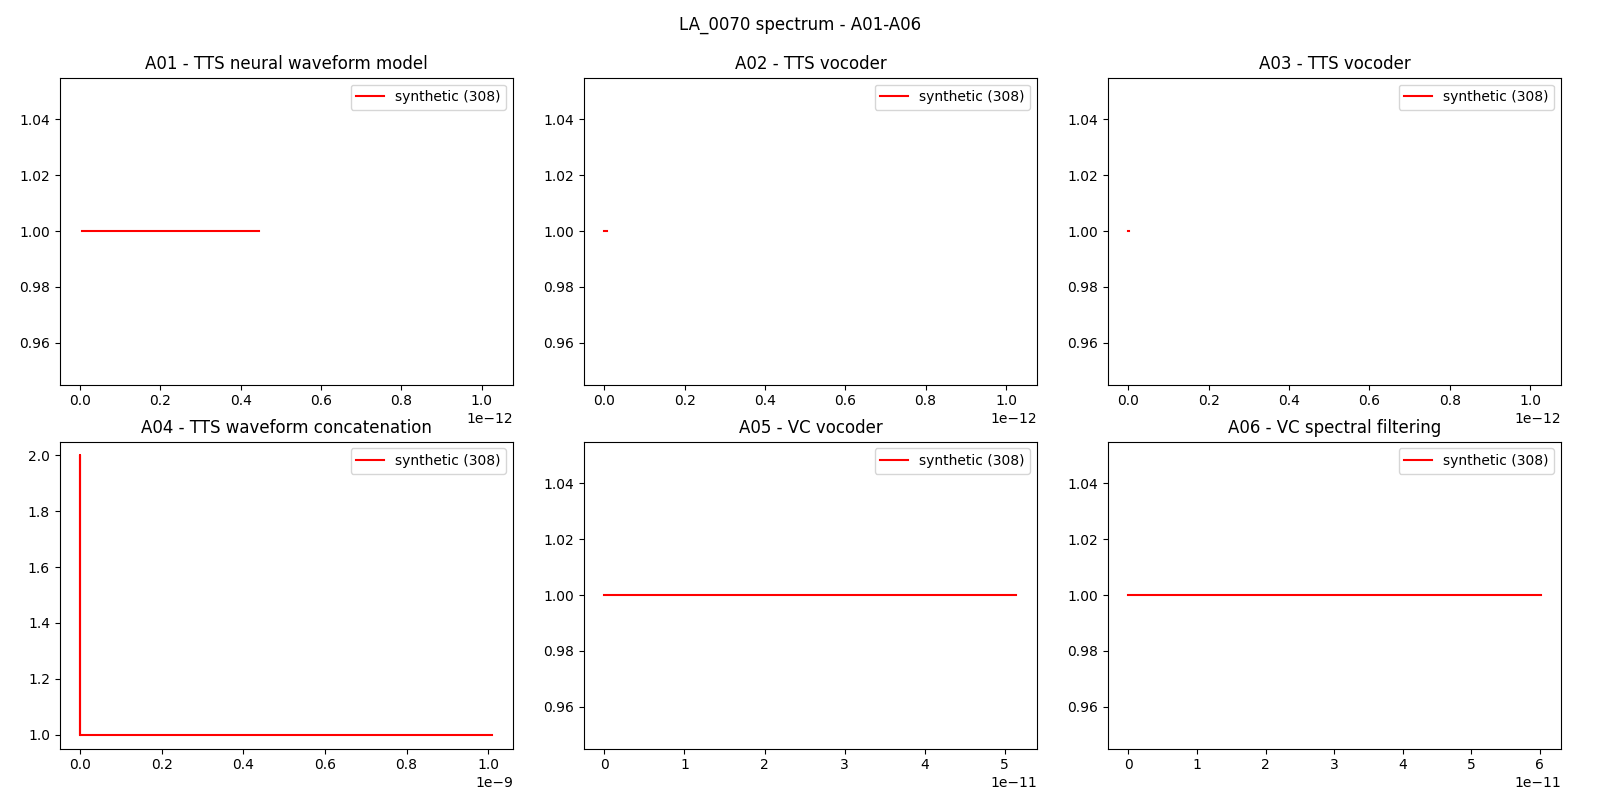 LA_0070 spectrum - A01-A06
A01 - TTS neural waveform model
synthetic (308)
1.04
1.02
1.00
0.98
0.96
0.0 0.2 0.4 0.6 0.8 1.0
1e−12
A02 - TTS vocoder
synthetic (308)
1.04
1.02
1.00
0.98
0.96
0.0 0.2 0.4 0.6 0.8 1.0
1e−12
A03 - TTS vocoder
synthetic (308)
1.04
1.02
1.00
0.98
0.96
0.0 0.2 0.4 0.6 0.8 1.0
1e−12
A04 - TTS waveform concatenation
synthetic (308)
2.0
1.8
1.6
1.4
1.2
1.0
0.0 0.2 0.4 0.6 0.8 1.0
1e−9
A05 - VC vocoder
synthetic (308)
1.04
1.02
1.00
0.98
0.96
0 1 2 3 4 5
1e−11
A06 - VC spectral filtering
synthetic (308)
1.04
1.02
1.00
0.98
0.96
0 1 2 3 4 5 6
1e−11